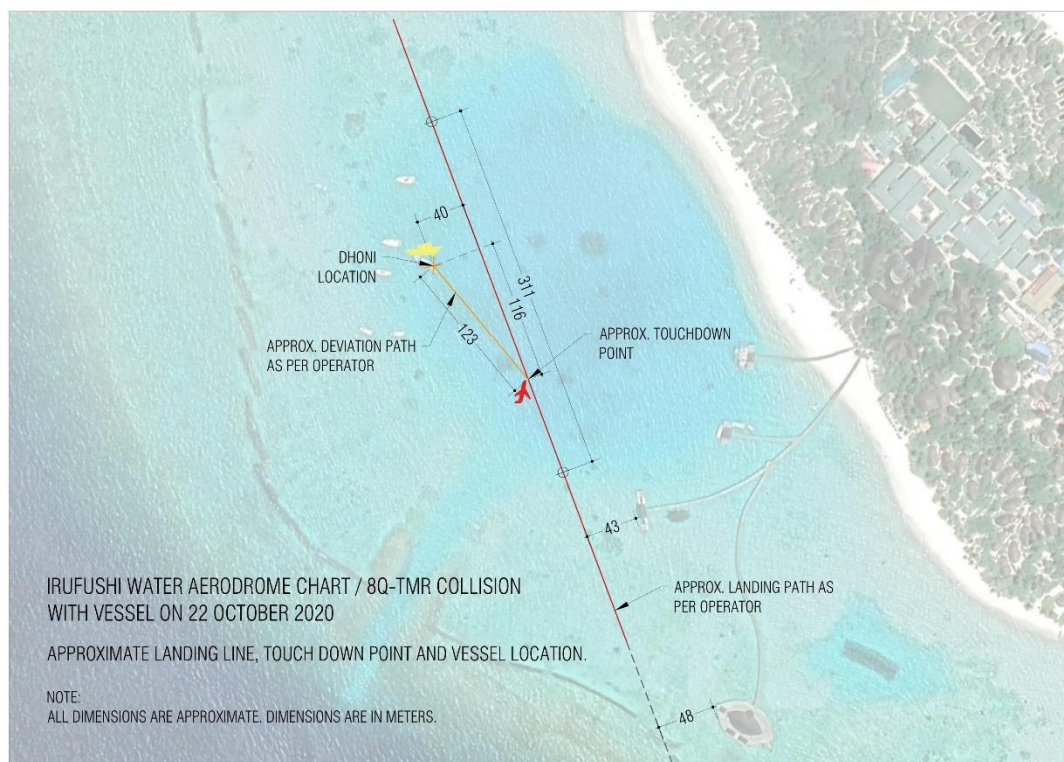 40
DHONI
LOCATION
311
116
123
APPROX. DEVIATION PATH
AS PER OPERATOR
APPROX. TOUCHDOWN
POINT
43
APPROX. LANDING PATH AS
PER OPERATOR
IRUFUSHI WATER AERODROME CHART / 8Q-TMR COLLISION
WITH VESSEL ON 22 OCTOBER 2020
APPROXIMATE LANDING LINE, TOUCH DOWN POINT AND VESSEL LOCATION.
NOTE:
ALL DIMENSIONS ARE APPROXIMATE. DIMENSIONS ARE IN METERS.
48